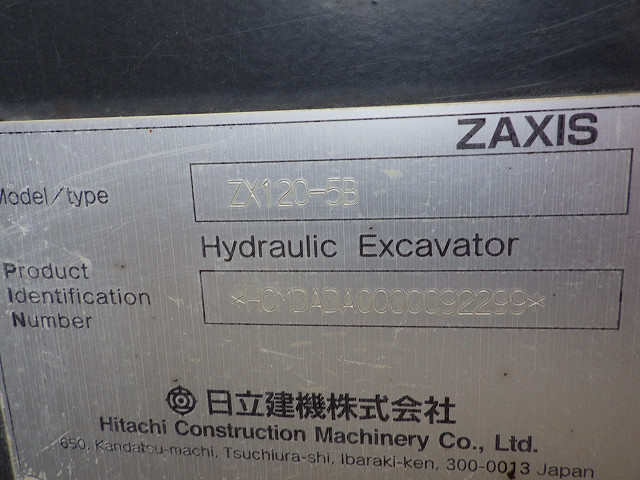 ZAXIS
Model/type
ZX120-5B
Hydraulic Excavator
Product
Identification
Number
*HCMDADA0000092299*
日立建機株式会社
Hitachi Construction Machinery Co., Ltd.
650, Kandatsu-machi, Tsuchiura-shi, Ibaraki-ken, 300-0013 Japan